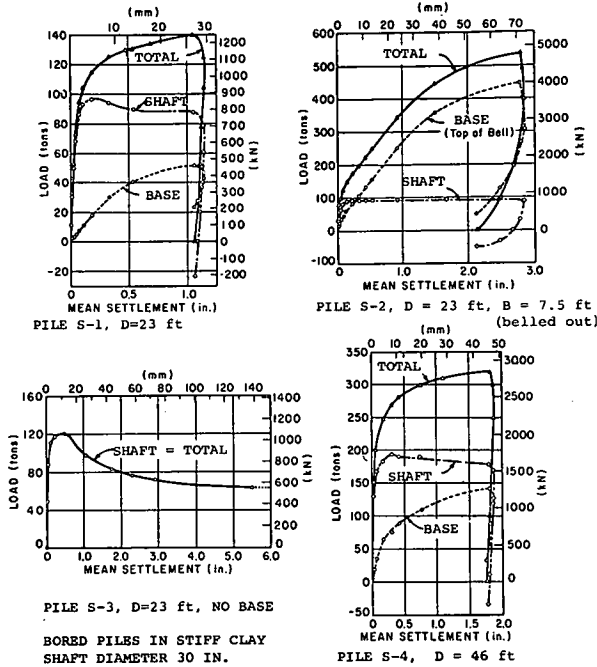 (mm)
0 10 20 30
140
120
100
80
60
40
20
0
-20
LOAD (tons)
TOTAL
SHAFT
BASE
1200
1100
1000
900
800
700
600
500
400
300
200
100
0
-100
-200
(kN)
0 0.5 1.0
MEAN SETTLEMENT (in.)
PILE S-1, D=23 ft
(mm)
0 10 20 30 40 50 60 70
600
500
400
300
200
100
0
-100
LOAD (tons)
TOTAL
BASE
(Top of Bell)
SHAFT
5000
4000
3000
2000
1000
0
(kN)
0 1.0 2.0 3.0
MEAN SETTLEMENT (in.)
PILE S-2, D = 23 ft, B = 7.5 ft
(belled out)
(mm)
0 20 40 60 80 100 120 140
160
120
80
40
0
LOAD (tons)
SHAFT = TOTAL
1400
1200
1000
800
600
400
200
0
(kN)
0 1.0 2.0 3.0 4.0 5.0 6.0
MEAN SETTLEMENT (in.)
PILE S-3, D=23 ft, NO BASE
BORED PILES IN STIFF CLAY
SHAFT DIAMETER 30 IN.
(mm)
0 10 20 30 40 50
350
300
250
200
150
100
50
0
-50
LOAD (tons)
TOTAL
SHAFT
BASE
3000
2500
2000
1500
1000
500
0
(kN)
0 0.5 1.0 1.5 2.0
MEAN SETTLEMENT (in.)
PILE S-4, D = 46 ft